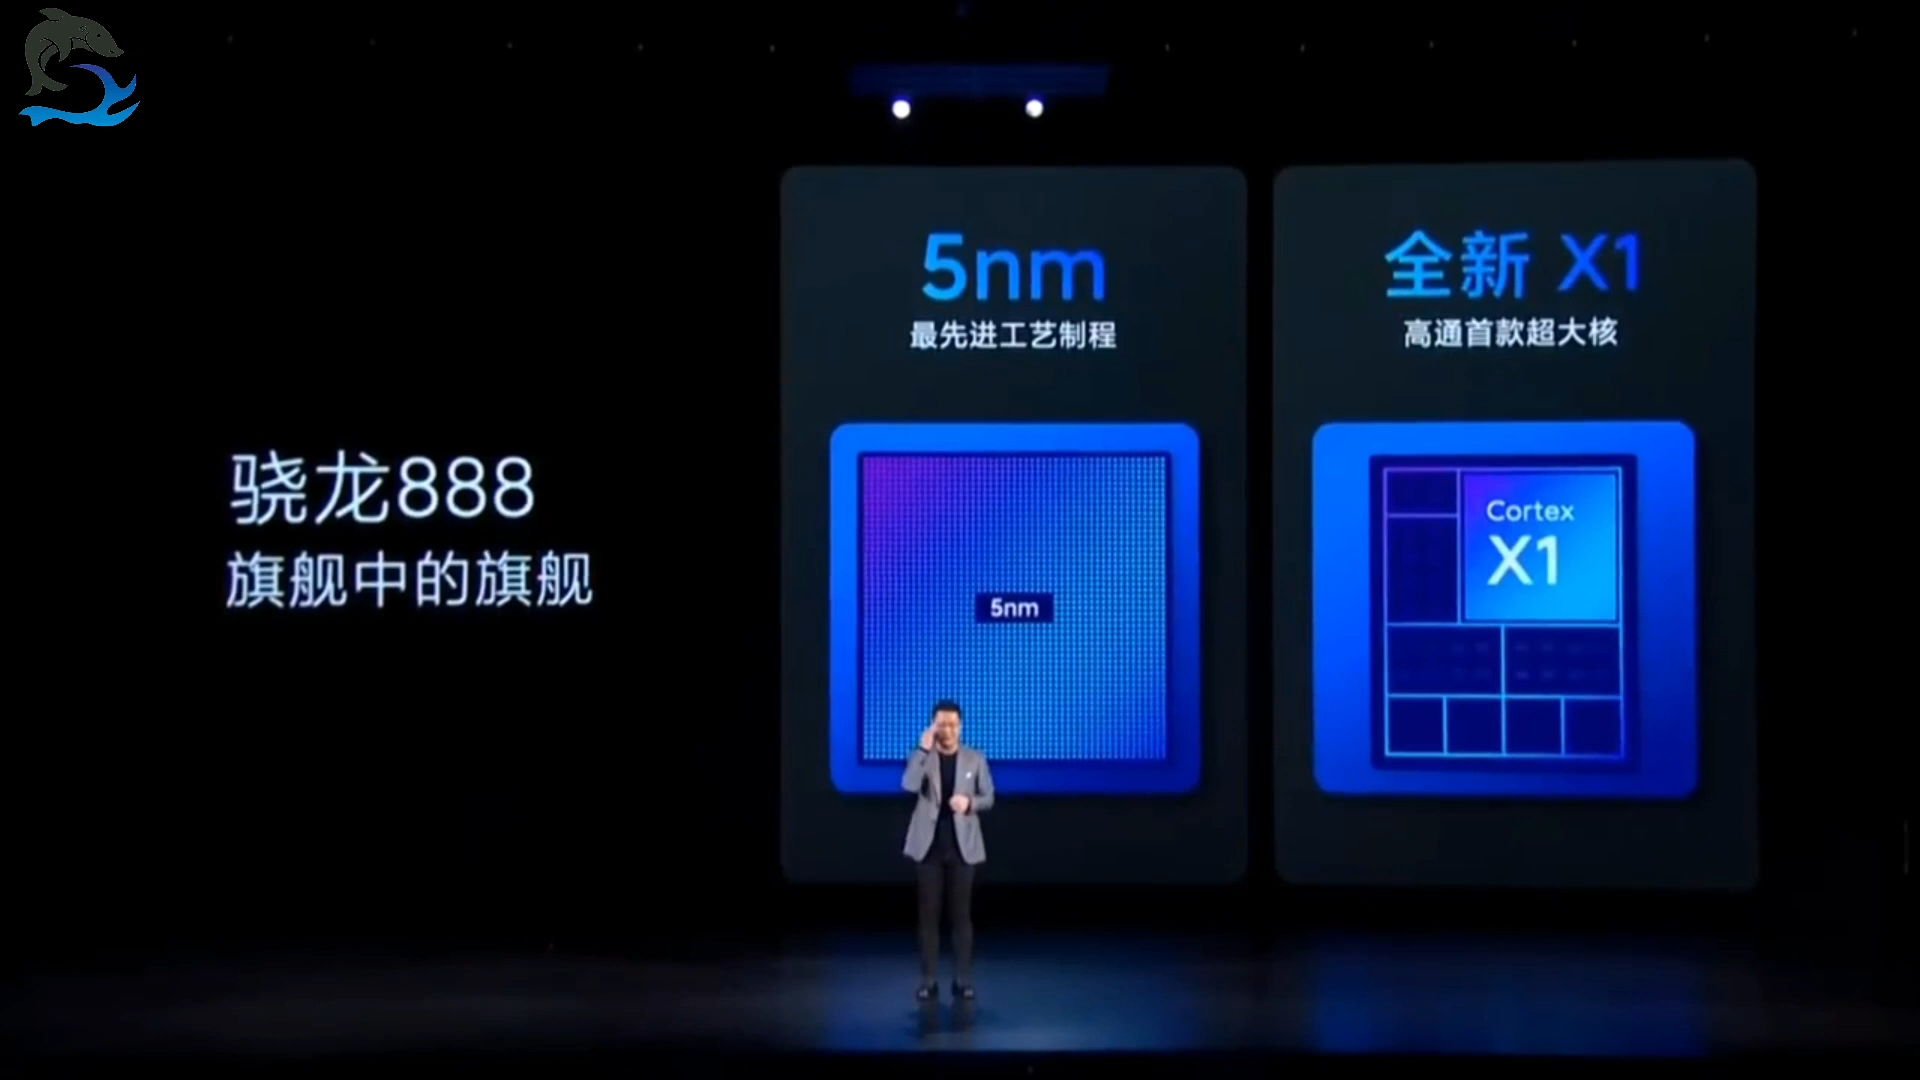 骁龙888
旗舰中的旗舰
5nm
最先进工艺制程
5nm
全新 X1
高通首款超大核
Cortex
X1